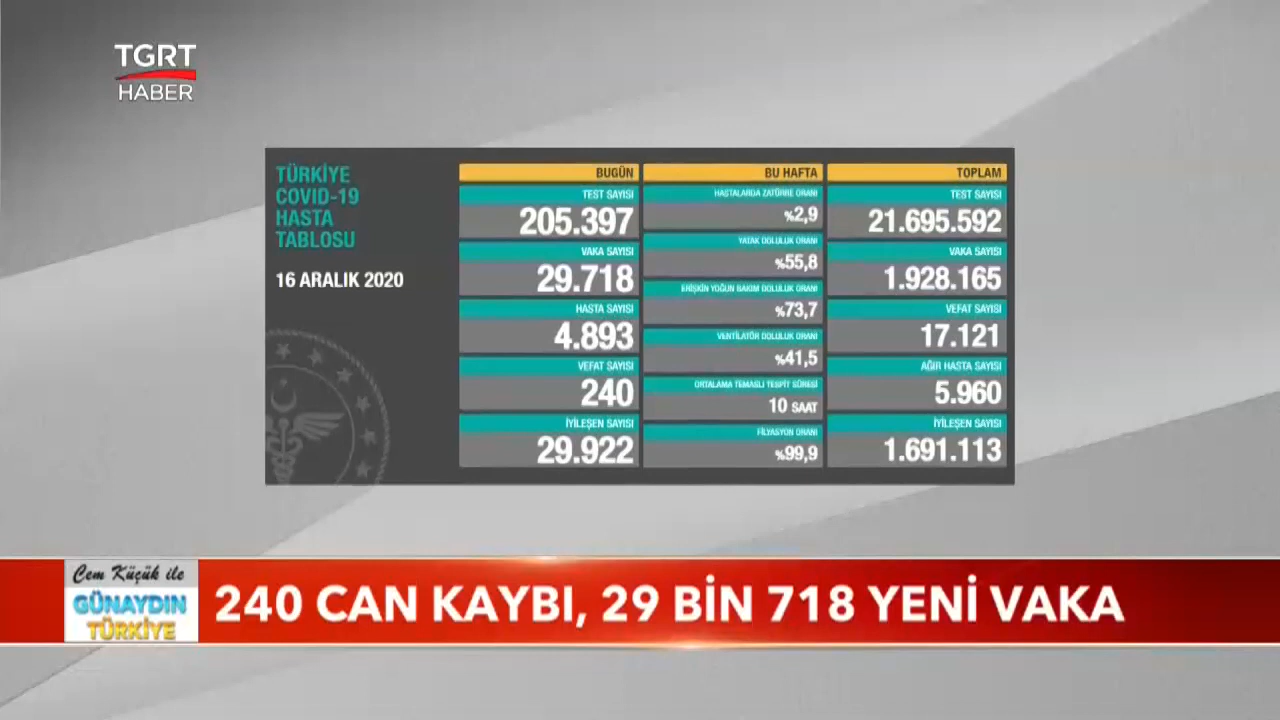 TGRT
HABER
TÜRKİYE
COVID-19
HASTA
TABLOSU
16 ARALIK 2020
BUGÜN
TEST SAYISI
205.397
VAKA SAYISI
29.718
HASTA SAYISI
4.893
VEFAT SAYISI
240
İYİLEŞEN SAYISI
29.922
BU HAFTA
HASTALARDA ZATÜRRE ORANI
%2,9
YATAK DOLULUK ORANI
%55,8
ERİŞKİN YOĞUN BAKIM DOLULUK ORANI
%73,7
VENTİLATÖR DOLULUK ORANI
%41,5
ORTALAMA TEMASLI TESPİT SÜRESİ
10 SAAT
FİLYASYON ORANI
%99,9
TOPLAM
TEST SAYISI
21.695.592
VAKA SAYISI
1.928.165
VEFAT SAYISI
17.121
AĞIR HASTA SAYISI
5.960
İYİLEŞEN SAYISI
1.691.113
Cem Küçük ile
GÜNAYDIN
TÜRKİYE
240 CAN KAYBI, 29 BİN 718 YENİ VAKA